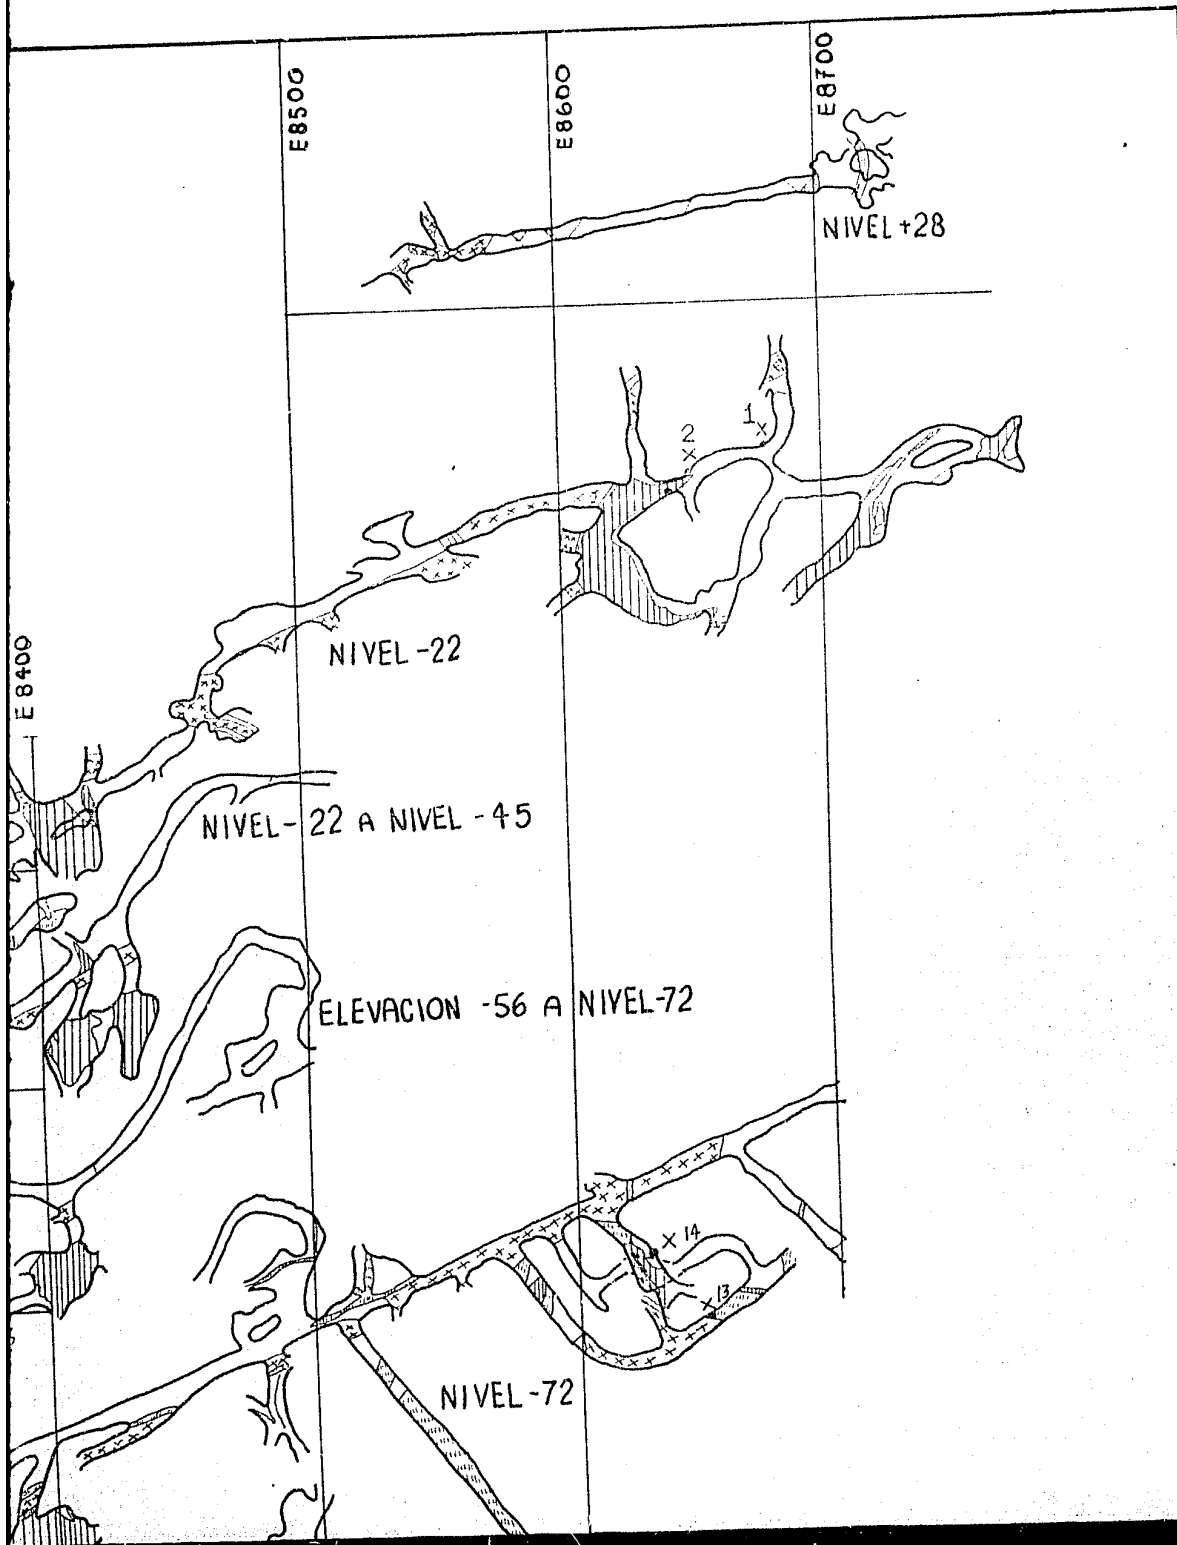 E8500
E8600
E8700
NIVEL +28
1
2
NIVEL -22
E8400
NIVEL - 22 A NIVEL - 45
ELEVACION -56 A NIVEL-72
14
13
NIVEL -72